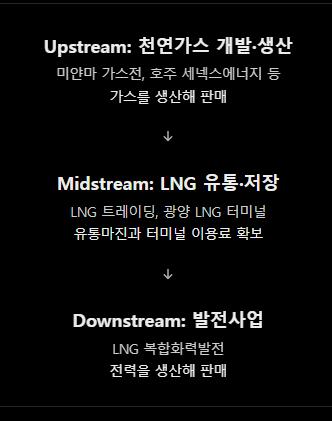 Upstream: 천연가스 개발·생산
미얀마 가스전, 호주 세넥스에너지 등
가스를 생산해 판매
↓
Midstream: LNG 유통·저장
LNG 트레이딩, 광양 LNG 터미널
유통마진과 터미널 이용료 확보
↓
Downstream: 발전사업
LNG 복합화력발전
전력을 생산해 판매